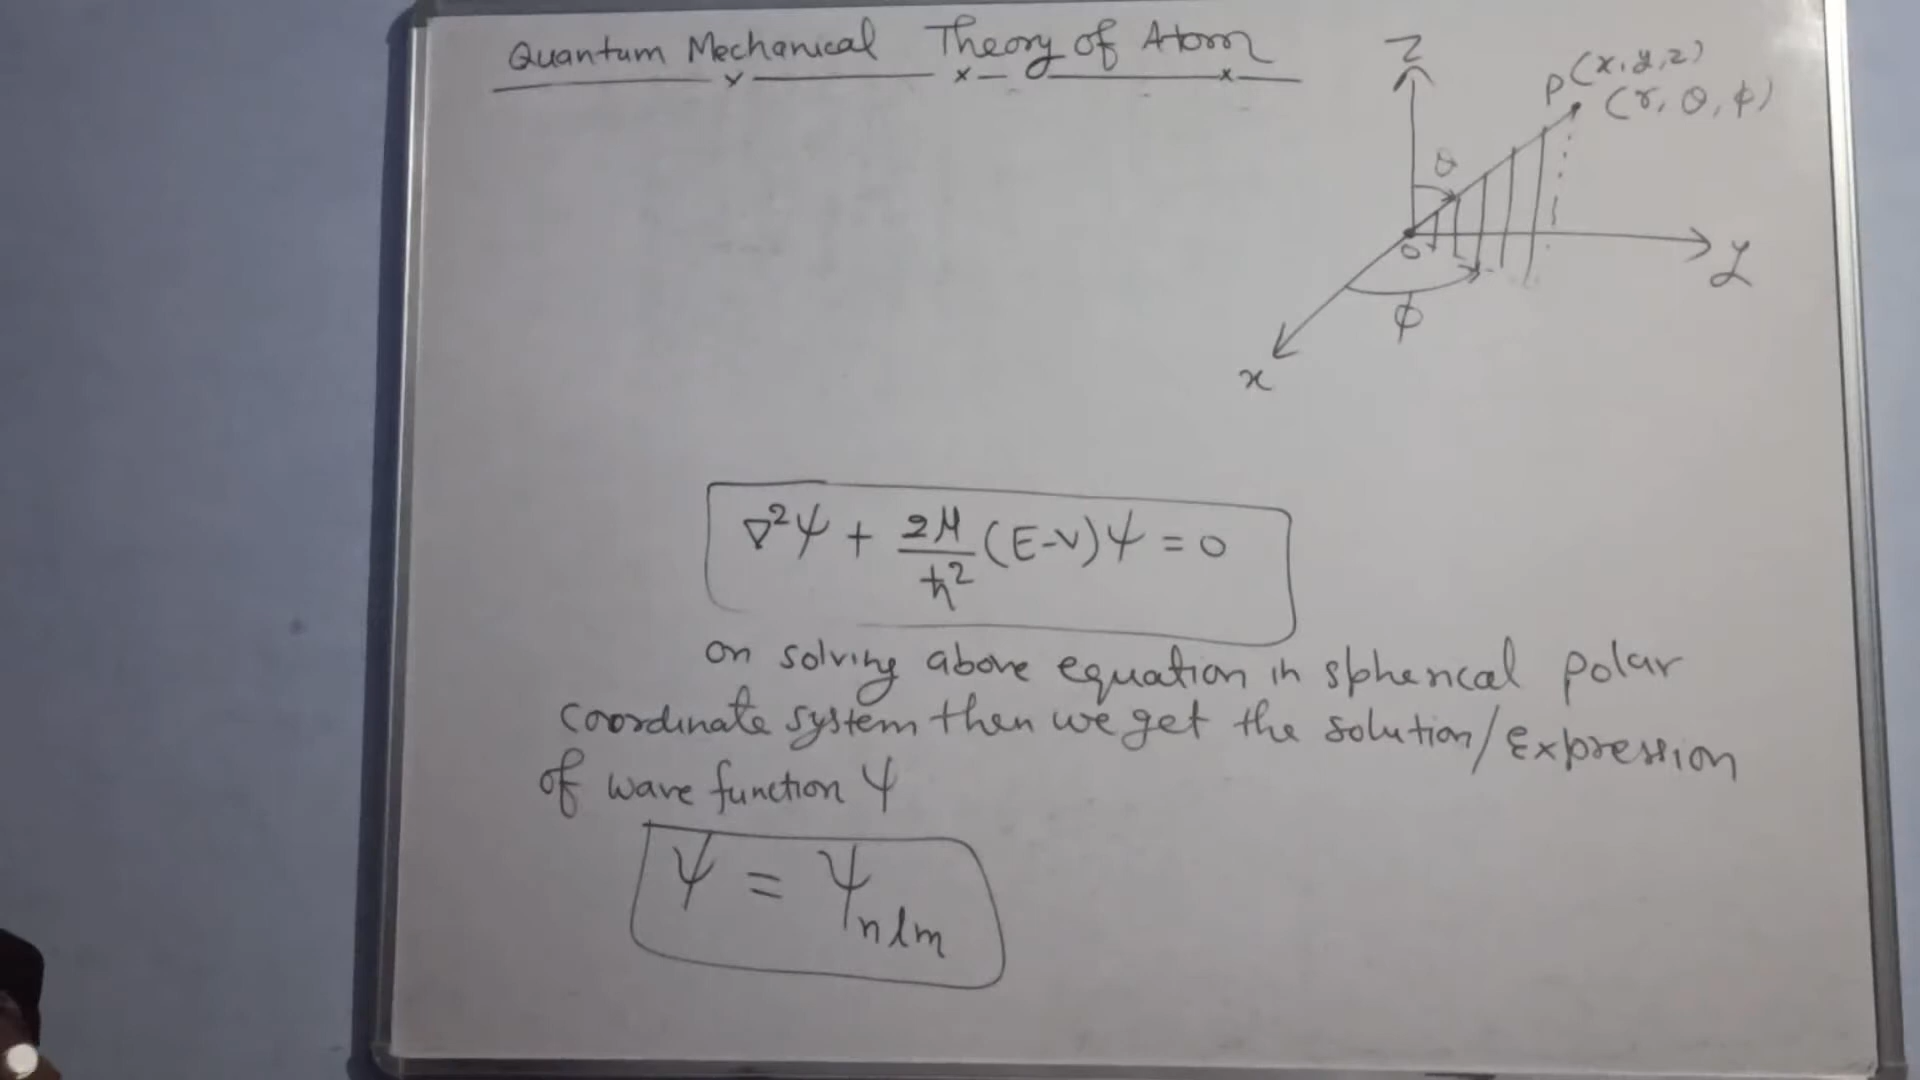 Quantum Mechanical Theory of Atom
Z
P(x,y,z)
(r, θ, φ)
θ
O
y
φ
x
∇²ψ + 2μ/ħ² (E-V)ψ = 0
on solving above equation in spherical polar
coordinate system then we get the solution/Expression
of wave function ψ
ψ = ψnlm